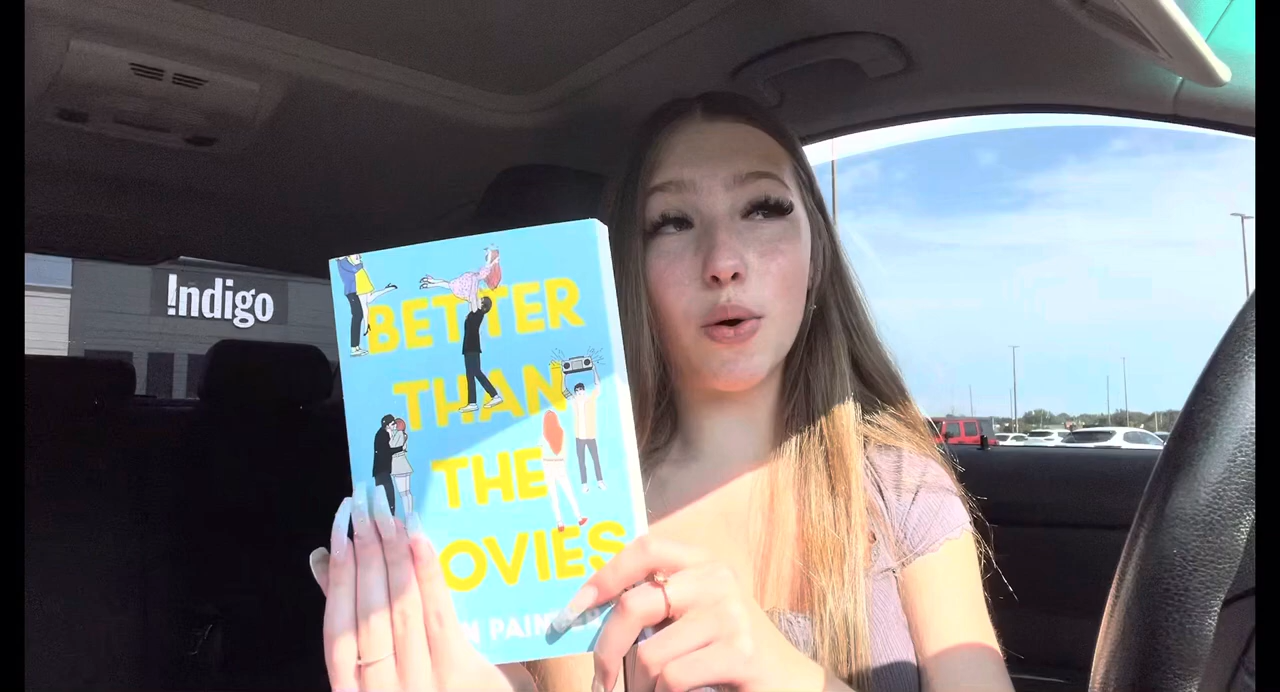 Indigo
BETTER
THAN
THE
OVIES
N PAIN